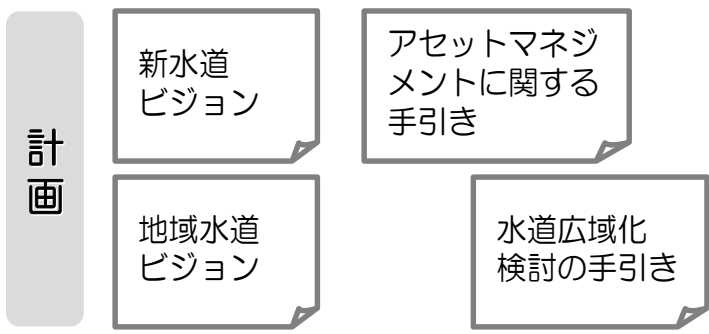 計画
新水道
ビジョン
アセットマネジ
メントに関する
手引き
地域水道
ビジョン
水道広域化
検討の手引き